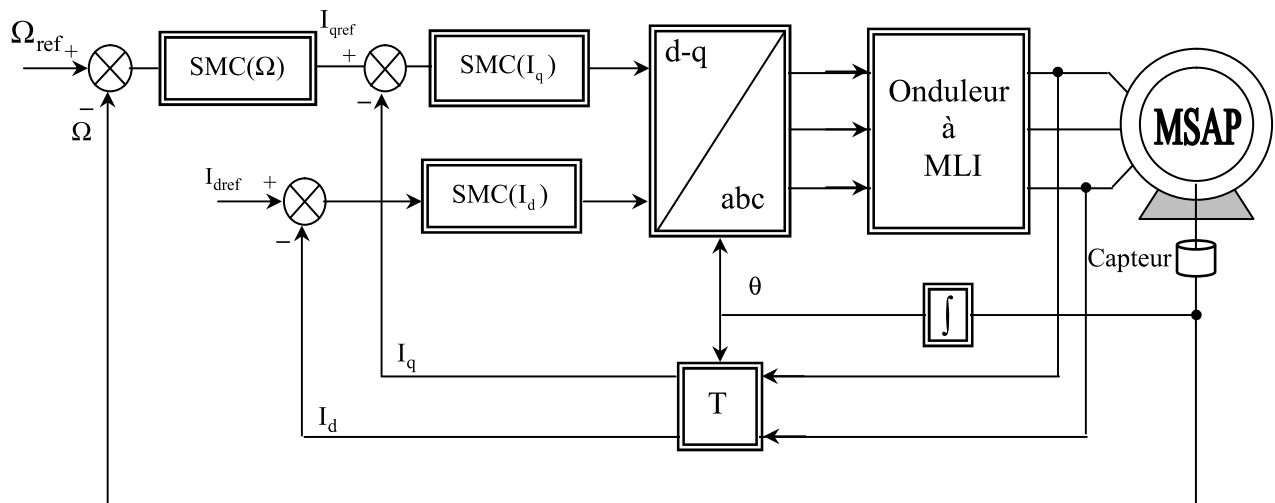 Ω_ref + −
Ω
SMC(Ω)
I_qref
+ −
SMC(I_q)
I_dref + −
SMC(I_d)
d-q
abc
Onduleur
à
MLI
MSAP
Capteur
θ
∫
T
I_q
I_d